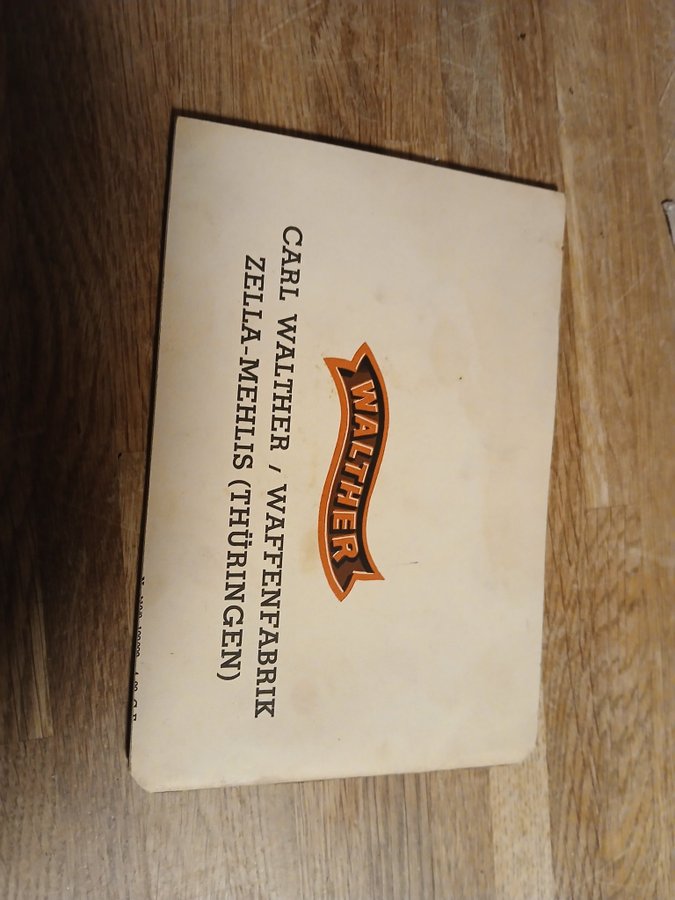 WALTHER
CARL WALTHER / WAFFENFABRIK
ZELLA-MEHLIS (THÜRINGEN)